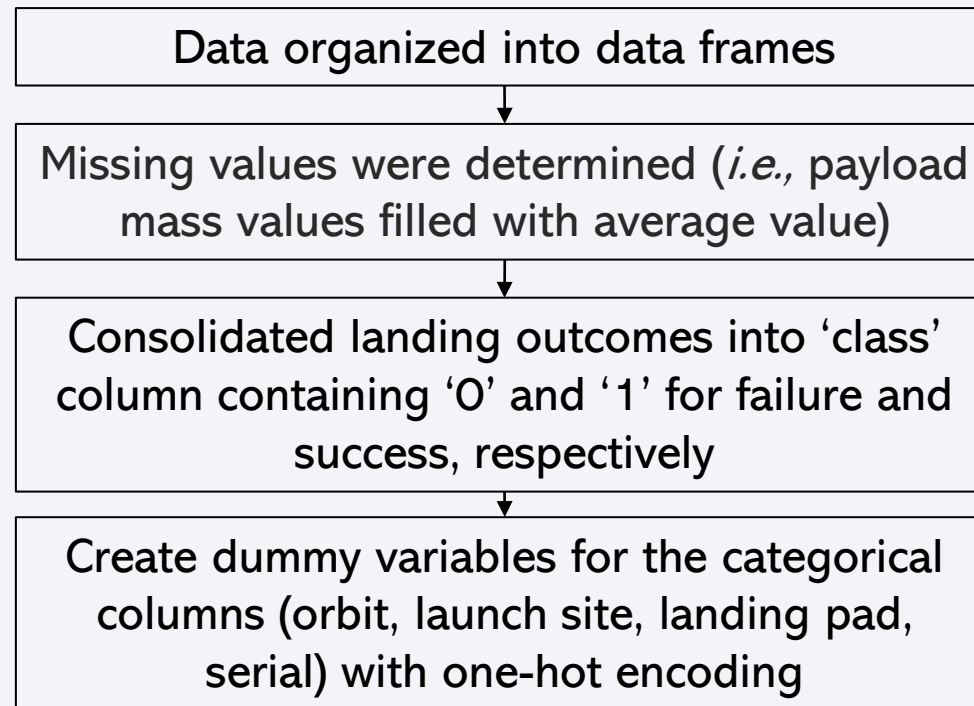 Data organized into data frames
Missing values were determined (i.e., payload
mass values filled with average value)
Consolidated landing outcomes into ‘class’
column containing ‘0’ and ‘1’ for failure and
success, respectively
Create dummy variables for the categorical
columns (orbit, launch site, landing pad,
serial) with one-hot encoding